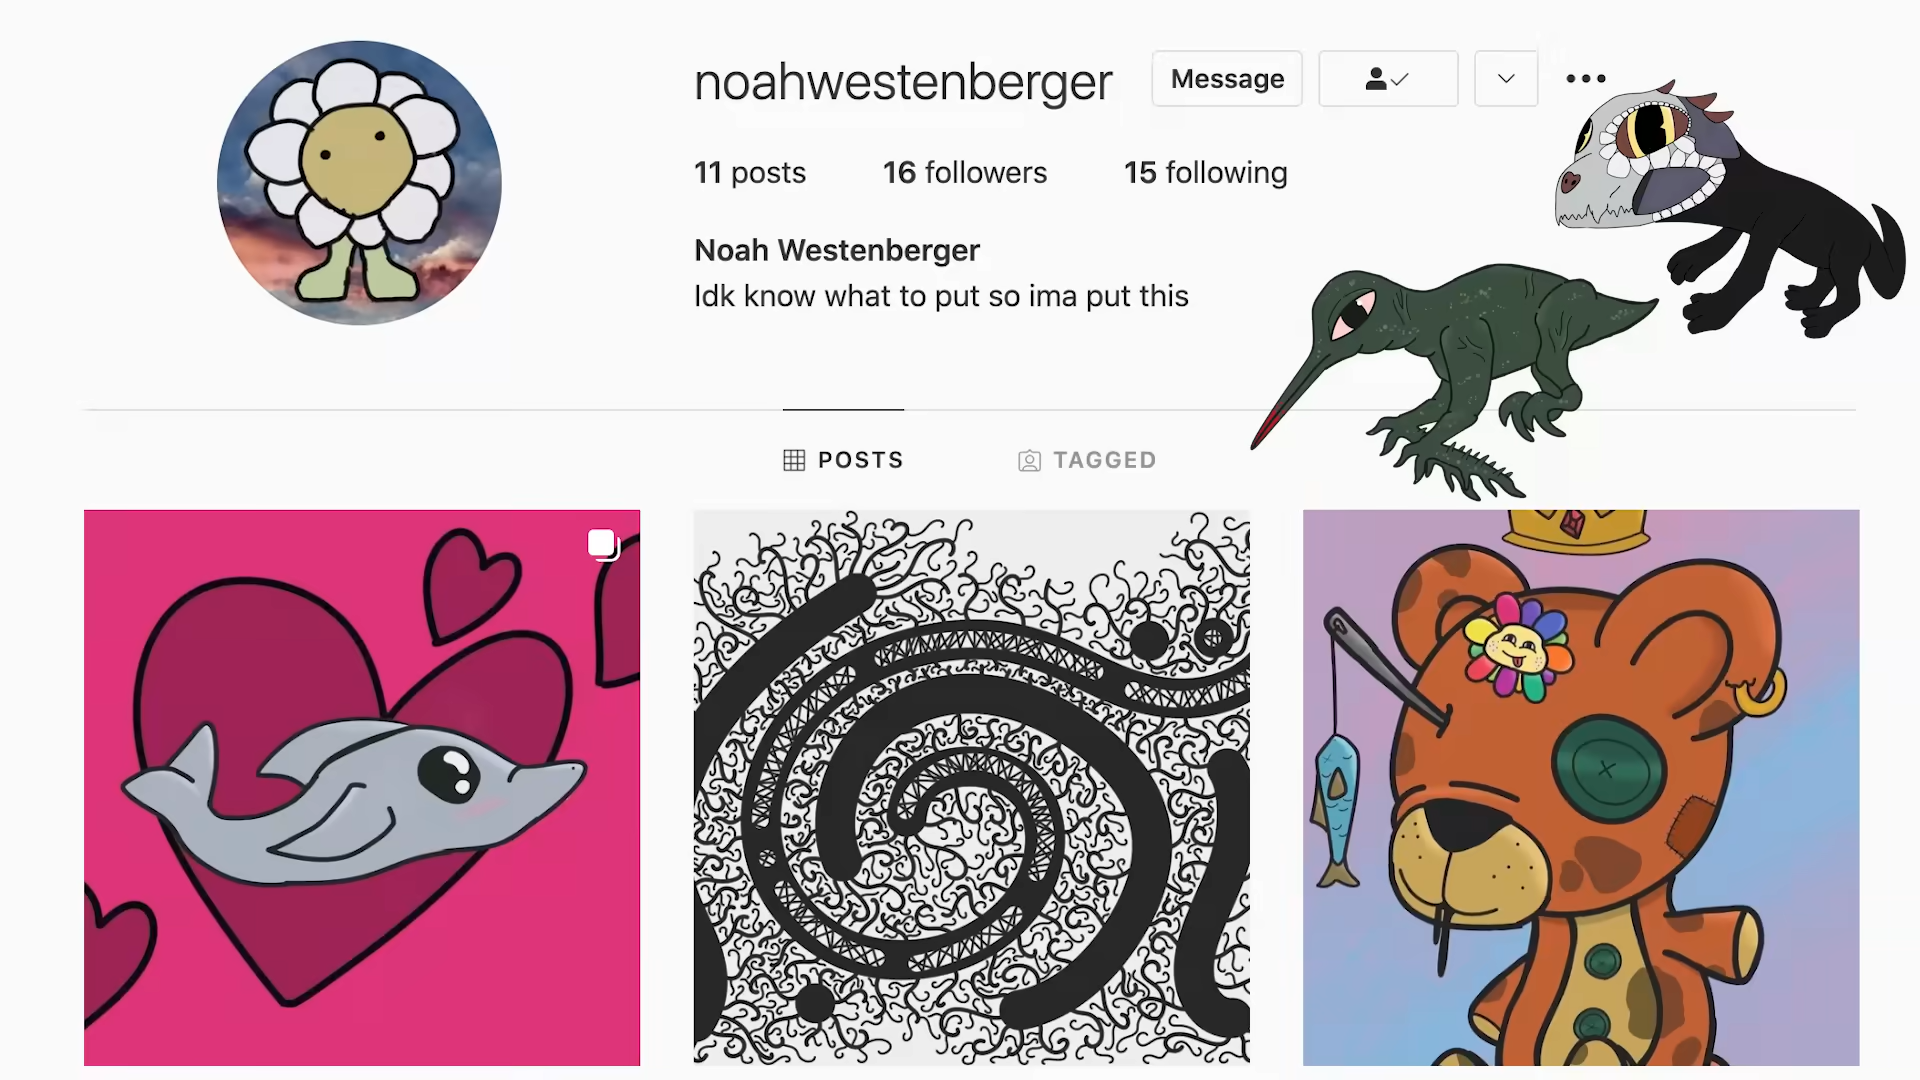 noahwestenberger
Message
11 posts 16 followers 15 following
Noah Westenberger
Idk know what to put so ima put this
POSTS TAGGED